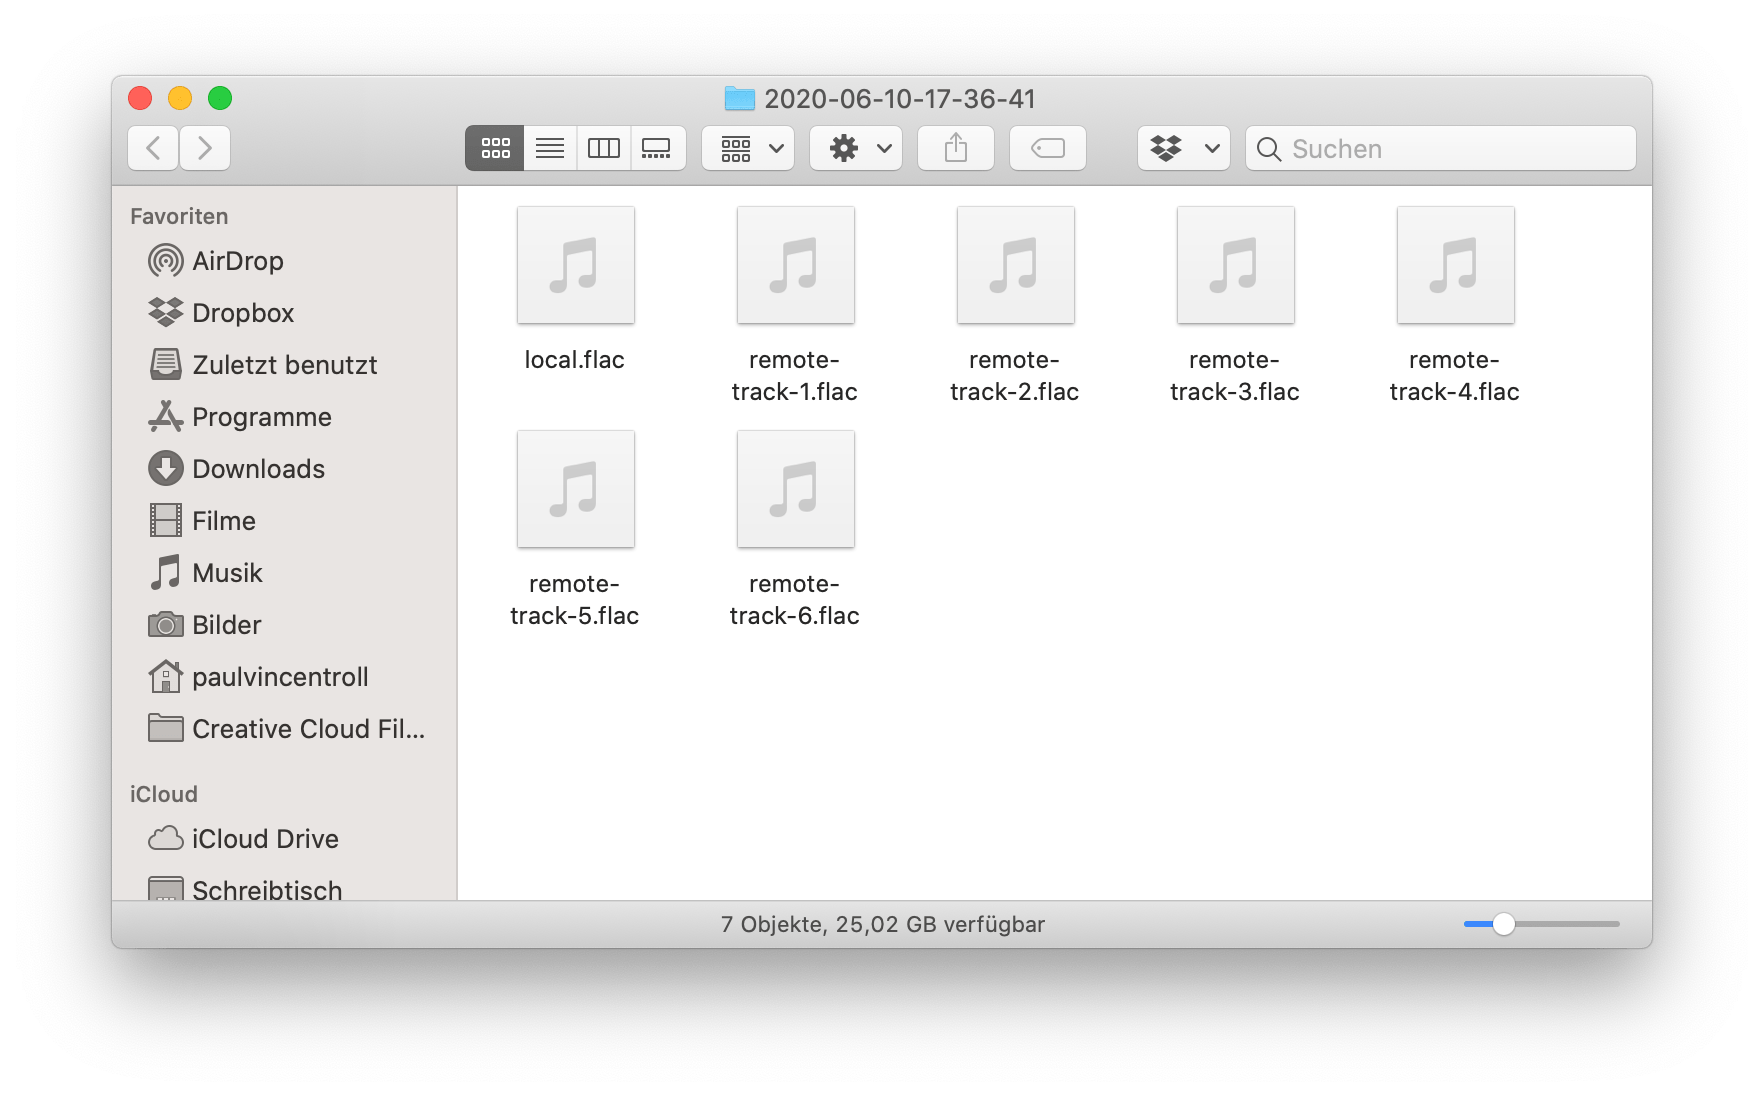 2020-06-10-17-36-41
Suchen
Favoriten
AirDrop
Dropbox
Zuletzt benutzt
Programme
Downloads
Filme
Musik
Bilder
paulvincentroll
Creative Cloud Fil...
iCloud
iCloud Drive
Schreibtisch
local.flac
remote-
track-1.flac
remote-
track-2.flac
remote-
track-3.flac
remote-
track-4.flac
remote-
track-5.flac
remote-
track-6.flac
7 Objekte, 25,02 GB verfügbar